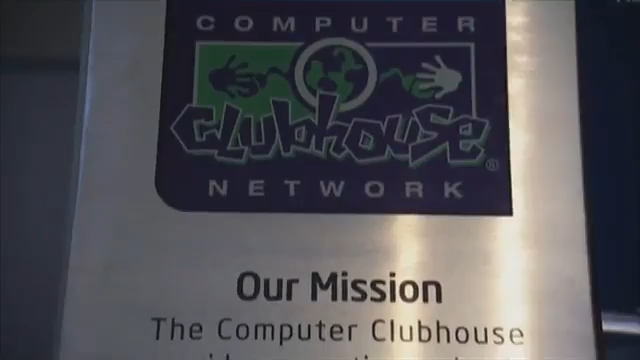 COMPUTER
Clubhouse®
NETWORK
Our Mission
The Computer Clubhouse